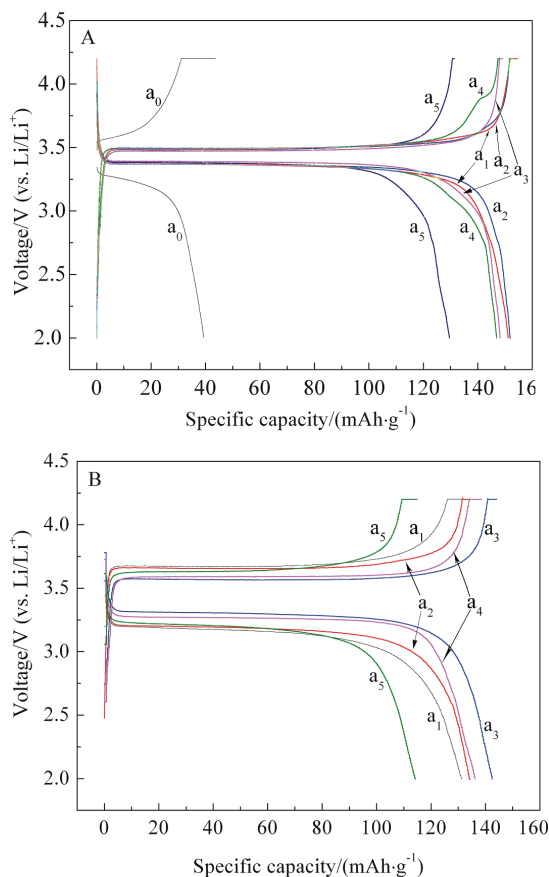 A
4.5
4.0
3.5
3.0
2.5
2.0
Voltage/V (vs. Li/Li⁺)
a₀
a₅
a₄
a₁
a₂
a₃
a₂
a₄
a₅
a₀
0 20 40 60 80 100 120 140 16
Specific capacity/(mAh·g⁻¹)
B
4.5
4.0
3.5
3.0
2.5
2.0
Voltage/V (vs. Li/Li⁺)
a₅
a₁
a₃
a₂
a₄
a₅
a₁
a₃
0 20 40 60 80 100 120 140 160
Specific capacity/(mAh·g⁻¹)